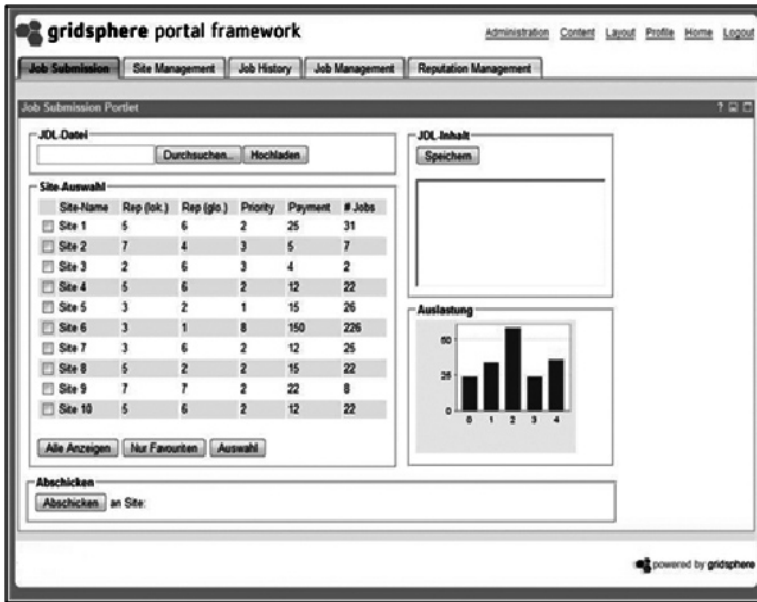 gridsphere portal framework
Administration Content Layout Profile Home Logout
Job Submission Site Management Job History Job Management Reputation Management
Job Submission Portlet
?
JDL-Datei
Durchsuchen... Hochladen
JDL-Inhalt
Speichern
Site-Auswahl
Site-Name Rep (lok.) Rep (glo.) Priority Payment # Jobs
Site 1 5 6 2 25 31
Site 2 7 4 3 5 7
Site 3 2 6 3 4 2
Site 4 5 6 2 12 22
Site 5 3 2 1 15 26
Site 6 3 1 8 150 226
Site 7 3 6 2 12 25
Site 8 5 2 2 15 22
Site 9 7 7 2 22 8
Site 10 5 6 2 12 22
Alle Anzeigen Nur Favouriten Auswahl
Auslastung
50
25
0
0 1 2 3 4
Abschicken
Abschicken an Site:
powered by gridsphere